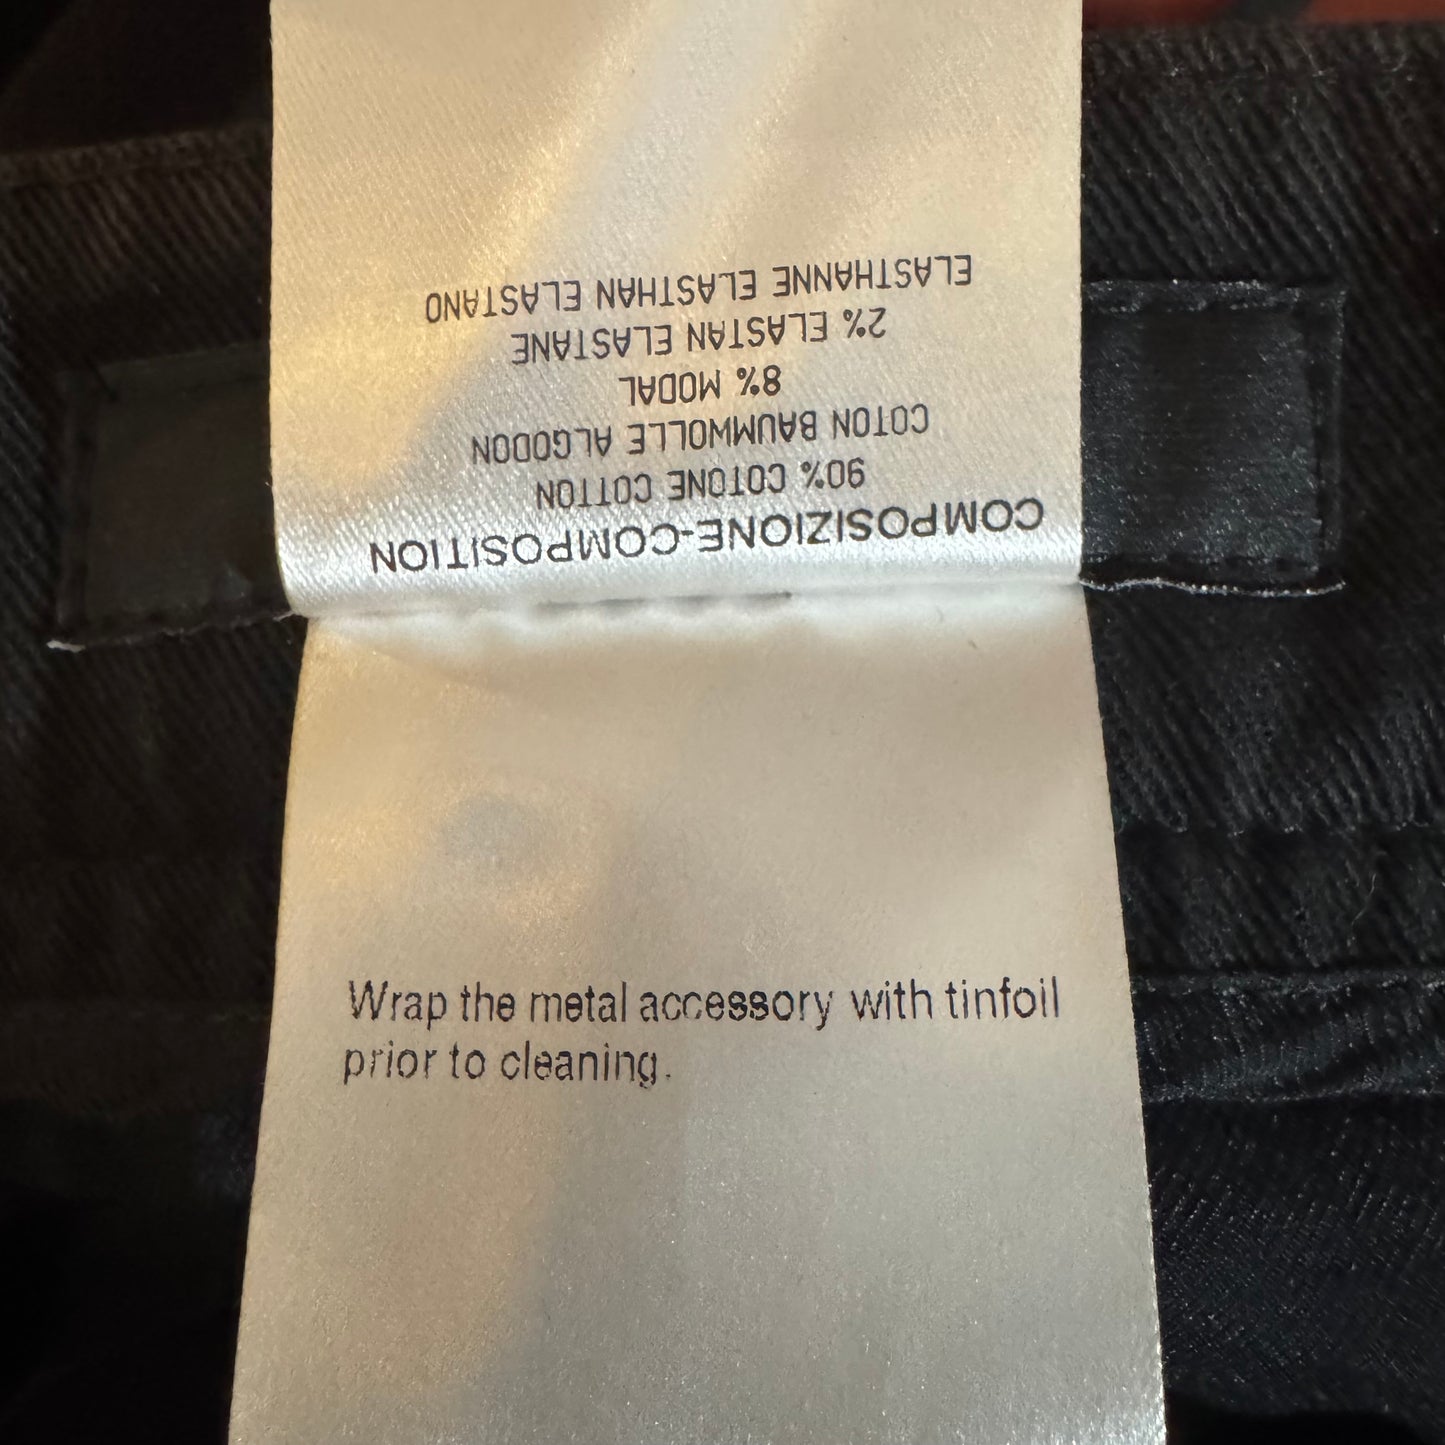 COMPOSIZIONE-COMPOSITION
90% COTONE COTTON
COTON BAUMWOLLE ALGODON
8% MODAL
2% ELASTAN ELASTANE
ELASTHANNE ELASTHAN ELASTANO
Wrap the metal accessory with tinfoil
prior to cleaning.